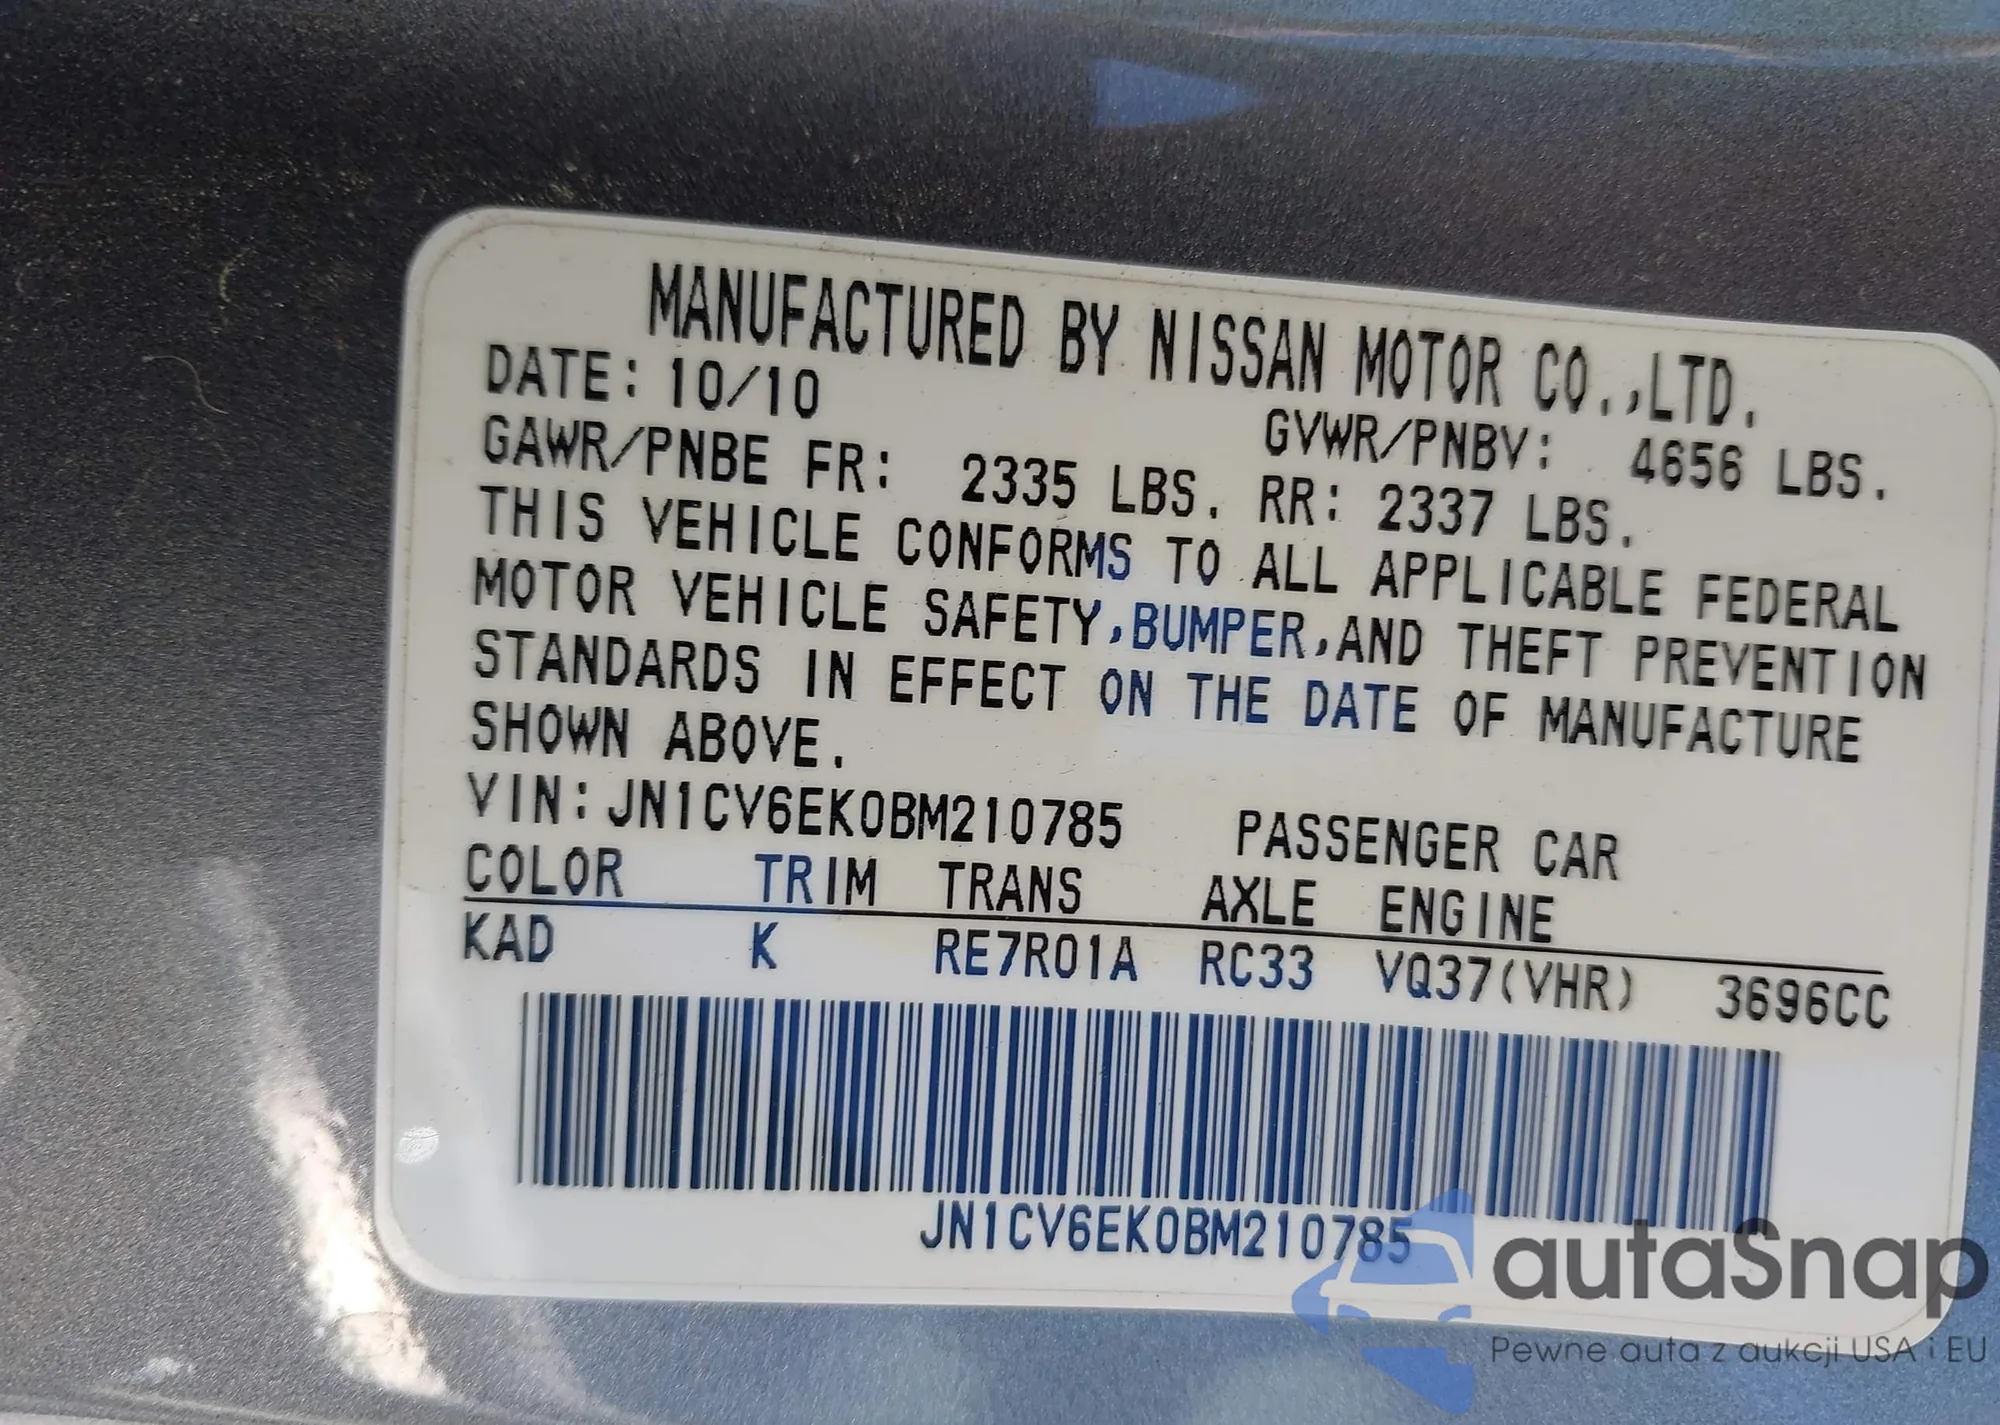 MANUFACTURED BY NISSAN MOTOR CO.,LTD.
DATE: 10/10
GVWR/PNBV: 4656 LBS.
GAWR/PNBE FR: 2335 LBS. RR: 2337 LBS.
THIS VEHICLE CONFORMS TO ALL APPLICABLE FEDERAL
MOTOR VEHICLE SAFETY,BUMPER,AND THEFT PREVENTION
STANDARDS IN EFFECT ON THE DATE OF MANUFACTURE
SHOWN ABOVE.
VIN:JN1CV6EK0BM210785 PASSENGER CAR
COLOR TRIM TRANS AXLE ENGINE
KAD K RE7R01A RC33 VQ37(VHR) 3696CC
JN1CV6EK0BM210785
autaSnap
Pewne auta z aukcji USA i EU